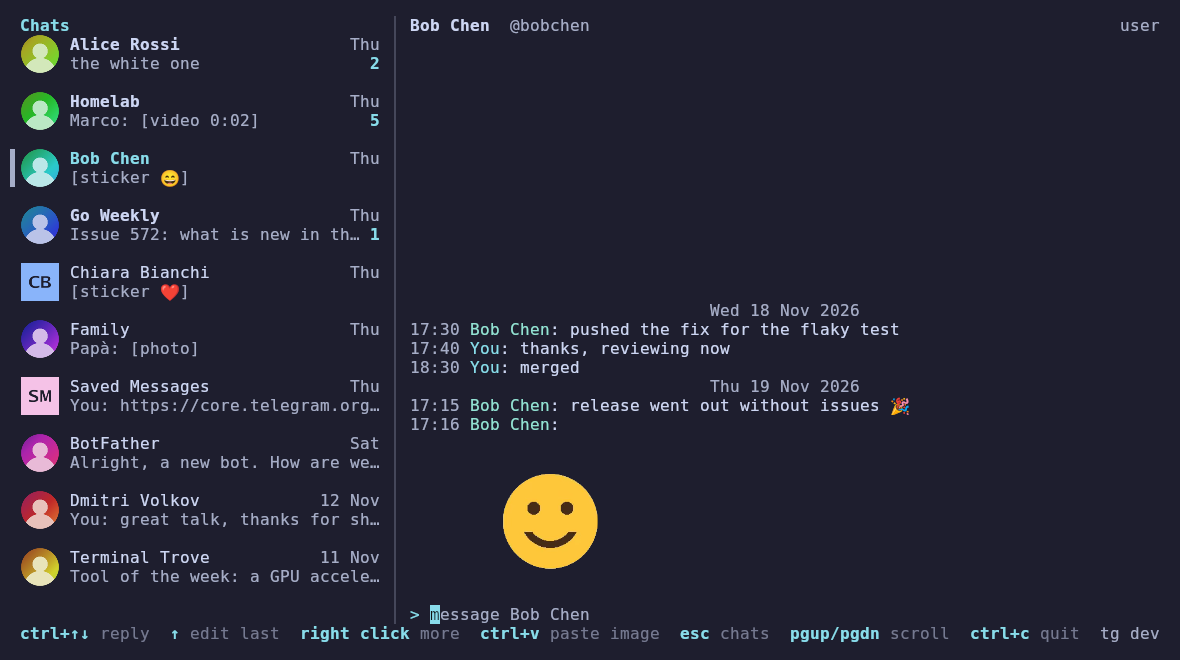 Chats
Alice Rossi Thu
the white one 2
Homelab Thu
Marco: [video 0:02] 5
Bob Chen Thu
[sticker 😄]
Go Weekly Thu
Issue 572: what is new in th… 1
CB
Chiara Bianchi Thu
[sticker ❤️]
Family Thu
Papà: [photo]
SM
Saved Messages Thu
You: https://core.telegram.org…
BotFather Sat
Alright, a new bot. How are we…
Dmitri Volkov 12 Nov
You: great talk, thanks for sh…
Terminal Trove 11 Nov
Tool of the week: a GPU accele…
Bob Chen @bobchen user
Wed 18 Nov 2026
17:30 Bob Chen: pushed the fix for the flaky test
17:40 You: thanks, reviewing now
18:30 You: merged
Thu 19 Nov 2026
17:15 Bob Chen: release went out without issues 🎉
17:16 Bob Chen:
> message Bob Chen
ctrl+↑↓ reply ↑ edit last right click more ctrl+v paste image esc chats pgup/pgdn scroll ctrl+c quit tg dev